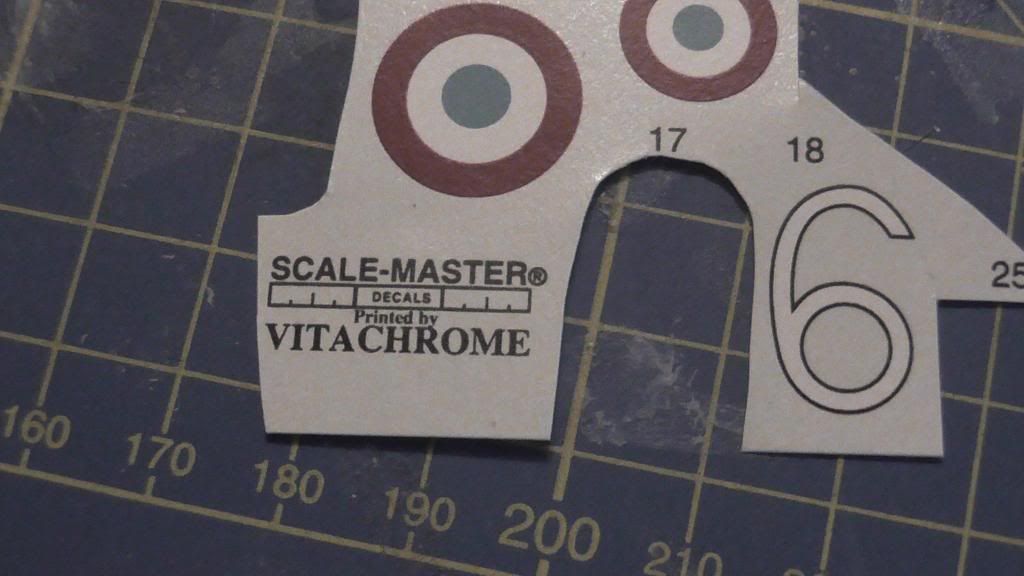 17
18
25
6
SCALE-MASTER®
DECALS
Printed by
VITACHROME
160
170
180
190
200
210